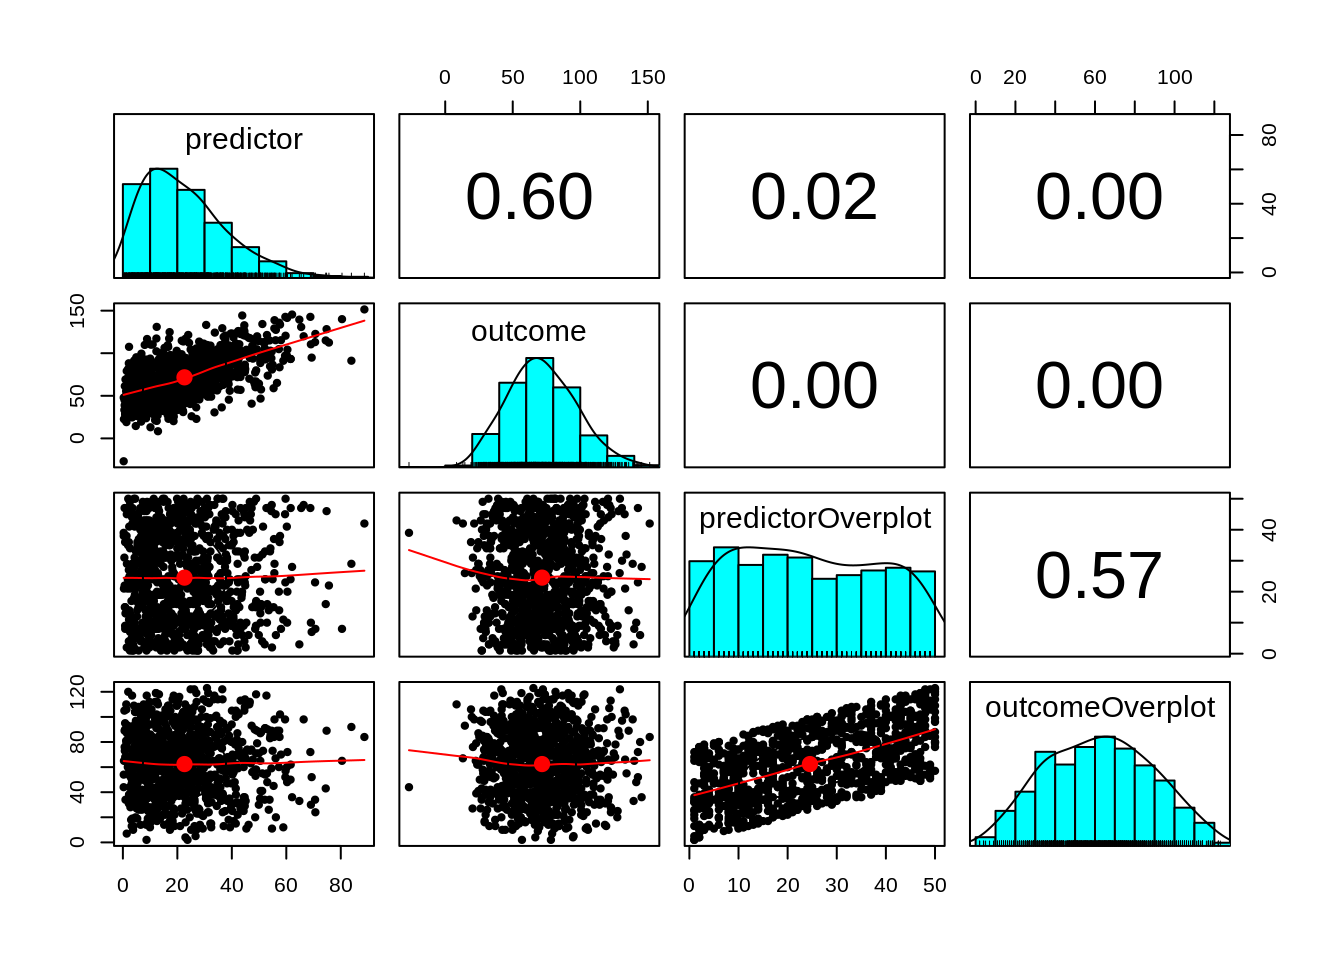 0 50 100 150 0 20 60 100
predictor 0.60 0.02 0.00
0 40 80
0 50 150
outcome 0.00 0.00
predictorOverplot 0.57
0 20 40
0 40 80 120
outcomeOverplot
0 20 40 60 80 0 10 20 30 40 50